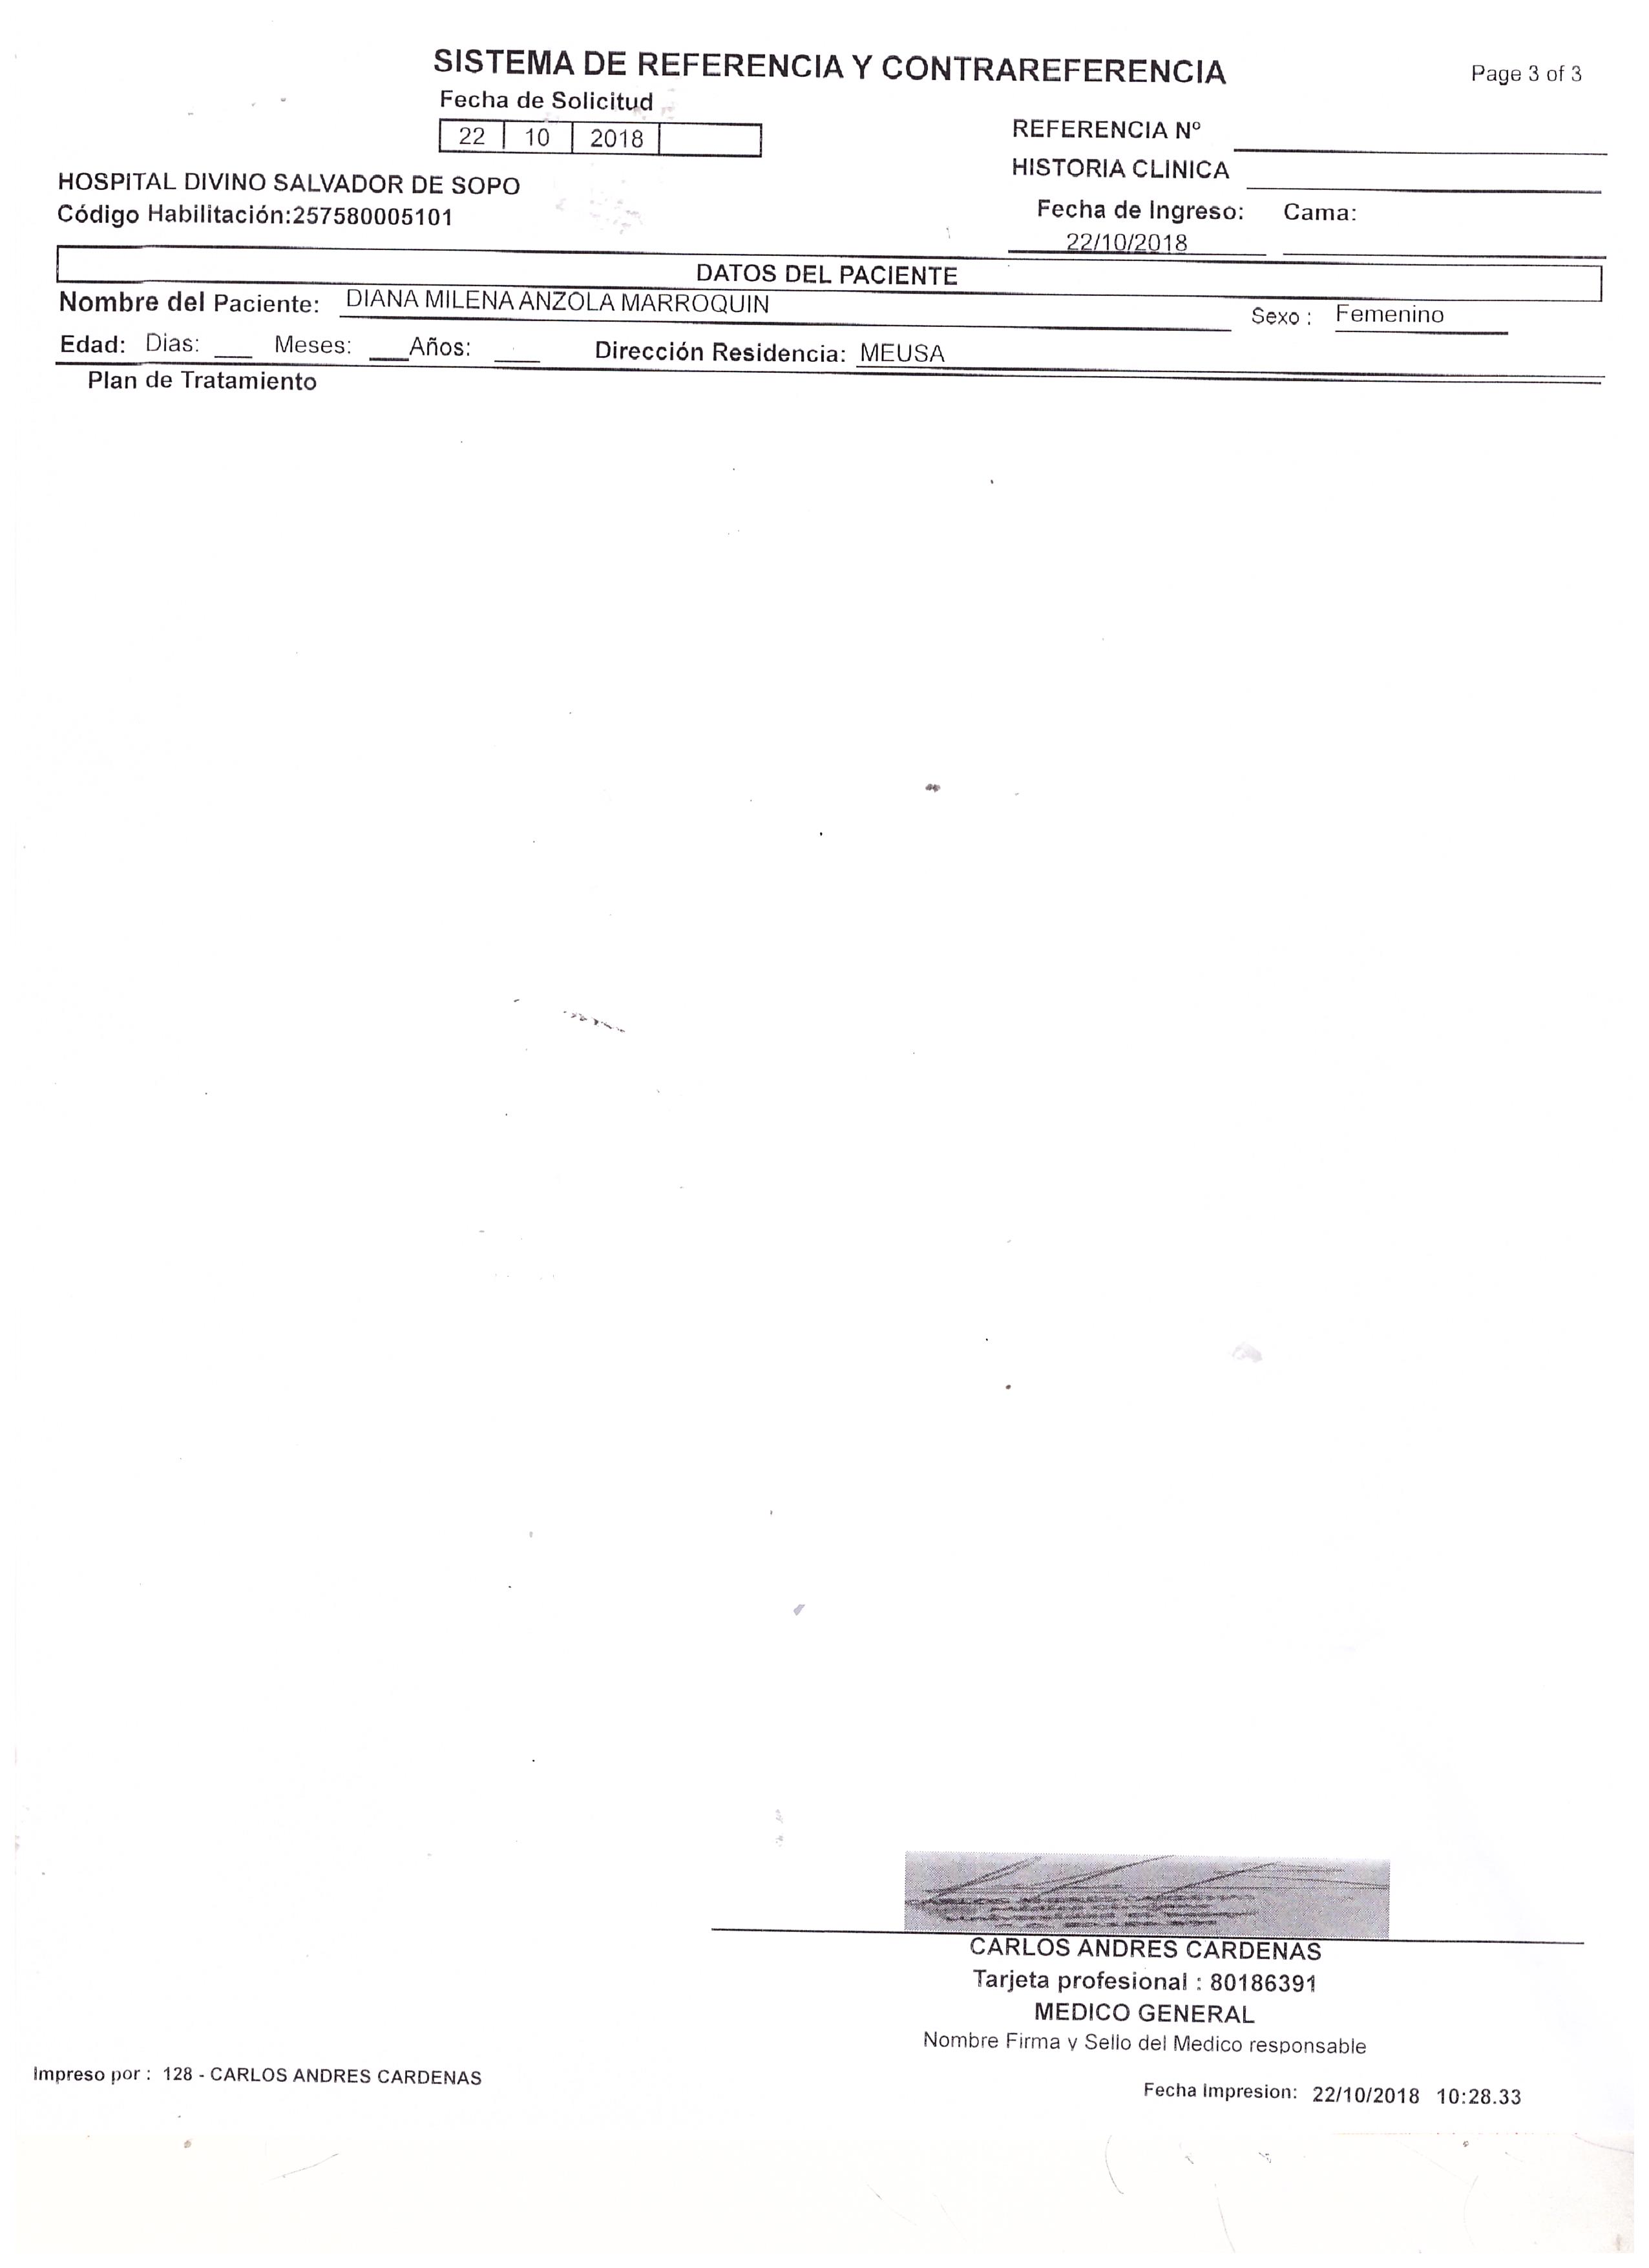 SISTEMA DE REFERENCIA Y CONTRAREFERENCIA
Page 3 of 3
Fecha de Solicitud
22 10 2018
REFERENCIA Nº
HISTORIA CLINICA
HOSPITAL DIVINO SALVADOR DE SOPO
Código Habilitación:257580005101
Fecha de Ingreso: Cama:
22/10/2018
DATOS DEL PACIENTE
Nombre del Paciente: DIANA MILENA ANZOLA MARROQUIN Sexo : Femenino
Edad: Dias: Meses: Años: Dirección Residencia: MEUSA
Plan de Tratamiento
CARLOS ANDRES CARDENAS
Tarjeta profesional : 80186391
MEDICO GENERAL
Nombre Firma y Sello del Medico responsable
Impreso por : 128 - CARLOS ANDRES CARDENAS
Fecha Impresion: 22/10/2018 10:28.33